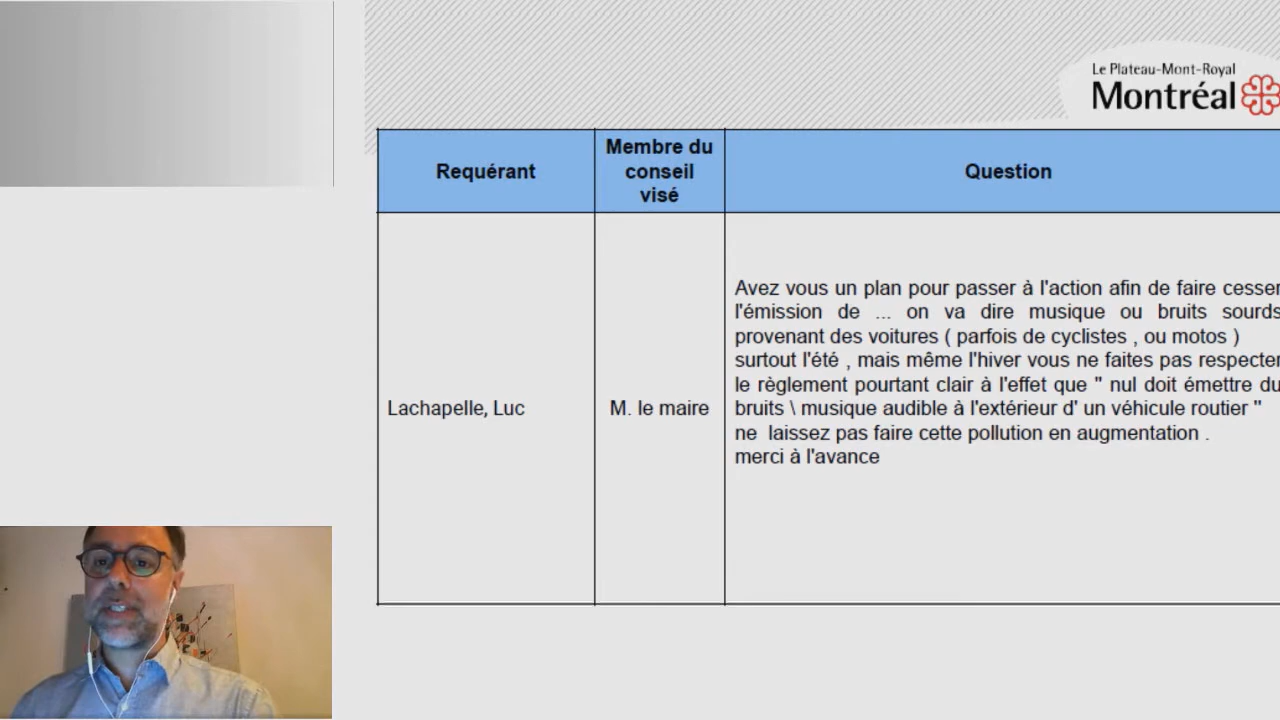 Le Plateau-Mont-Royal
Montréal
Requérant
Membre du
conseil
visé
Question
Lachapelle, Luc
M. le maire
Avez vous un plan pour passer à l'action afin de faire cesser
l'émission de ... on va dire musique ou bruits sourds
provenant des voitures ( parfois de cyclistes , ou motos )
surtout l'été , mais même l'hiver vous ne faites pas respecter
le règlement pourtant clair à l'effet que " nul doit émettre du
bruits \ musique audible à l'extérieur d' un véhicule routier "
ne laissez pas faire cette pollution en augmentation .
merci à l'avance